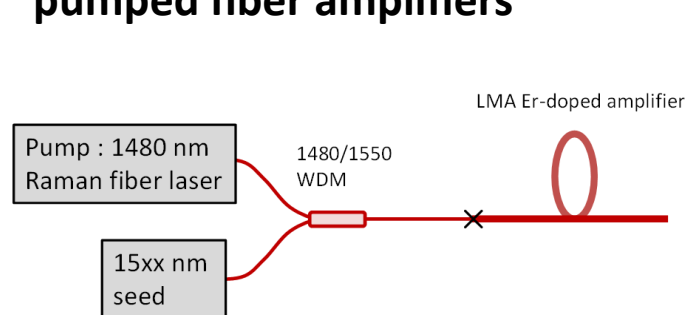 pumped fiber amplifiers
LMA Er-doped amplifier
Pump : 1480 nm
Raman fiber laser
1480/1550
WDM
15xx nm
seed